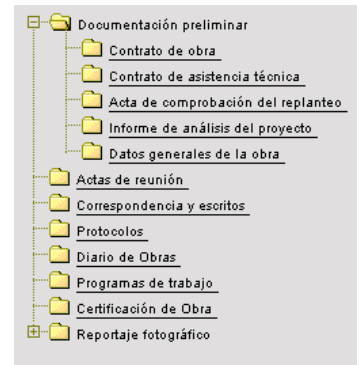 Documentación preliminar
Contrato de obra
Contrato de asistencia técnica
Acta de comprobación del replanteo
Informe de análisis del proyecto
Datos generales de la obra
Actas de reunión
Correspondencia y escritos
Protocolos
Diario de Obras
Programas de trabajo
Certificación de Obra
Reportaje fotográfico